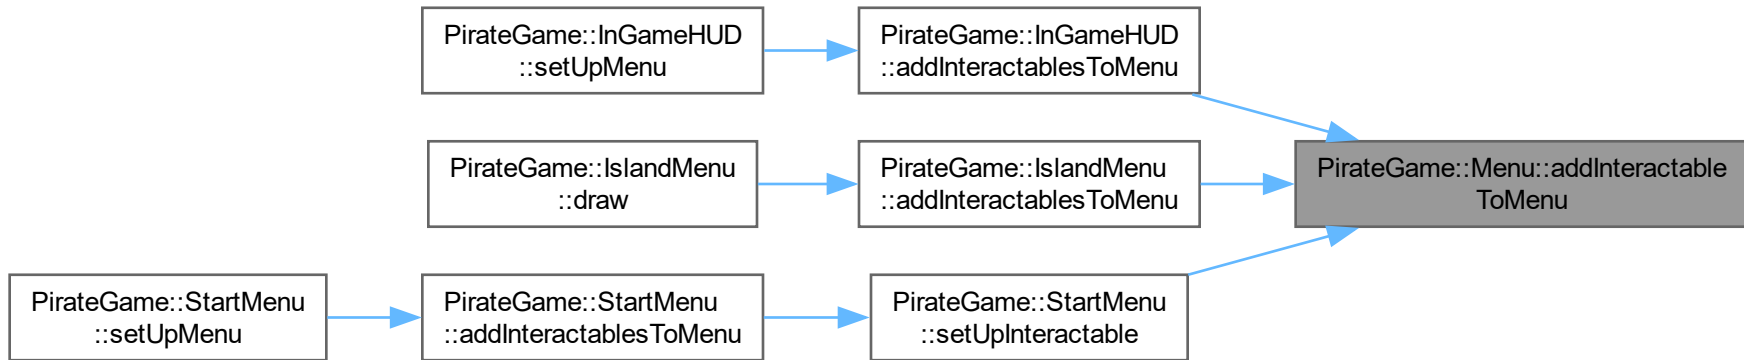 PirateGame::InGameHUD
::setUpMenu
PirateGame::InGameHUD
::addInteractablesToMenu
PirateGame::IslandMenu
::draw
PirateGame::IslandMenu
::addInteractablesToMenu
PirateGame::Menu::addInteractable
ToMenu
PirateGame::StartMenu
::setUpMenu
PirateGame::StartMenu
::addInteractablesToMenu
PirateGame::StartMenu
::setUpInteractable